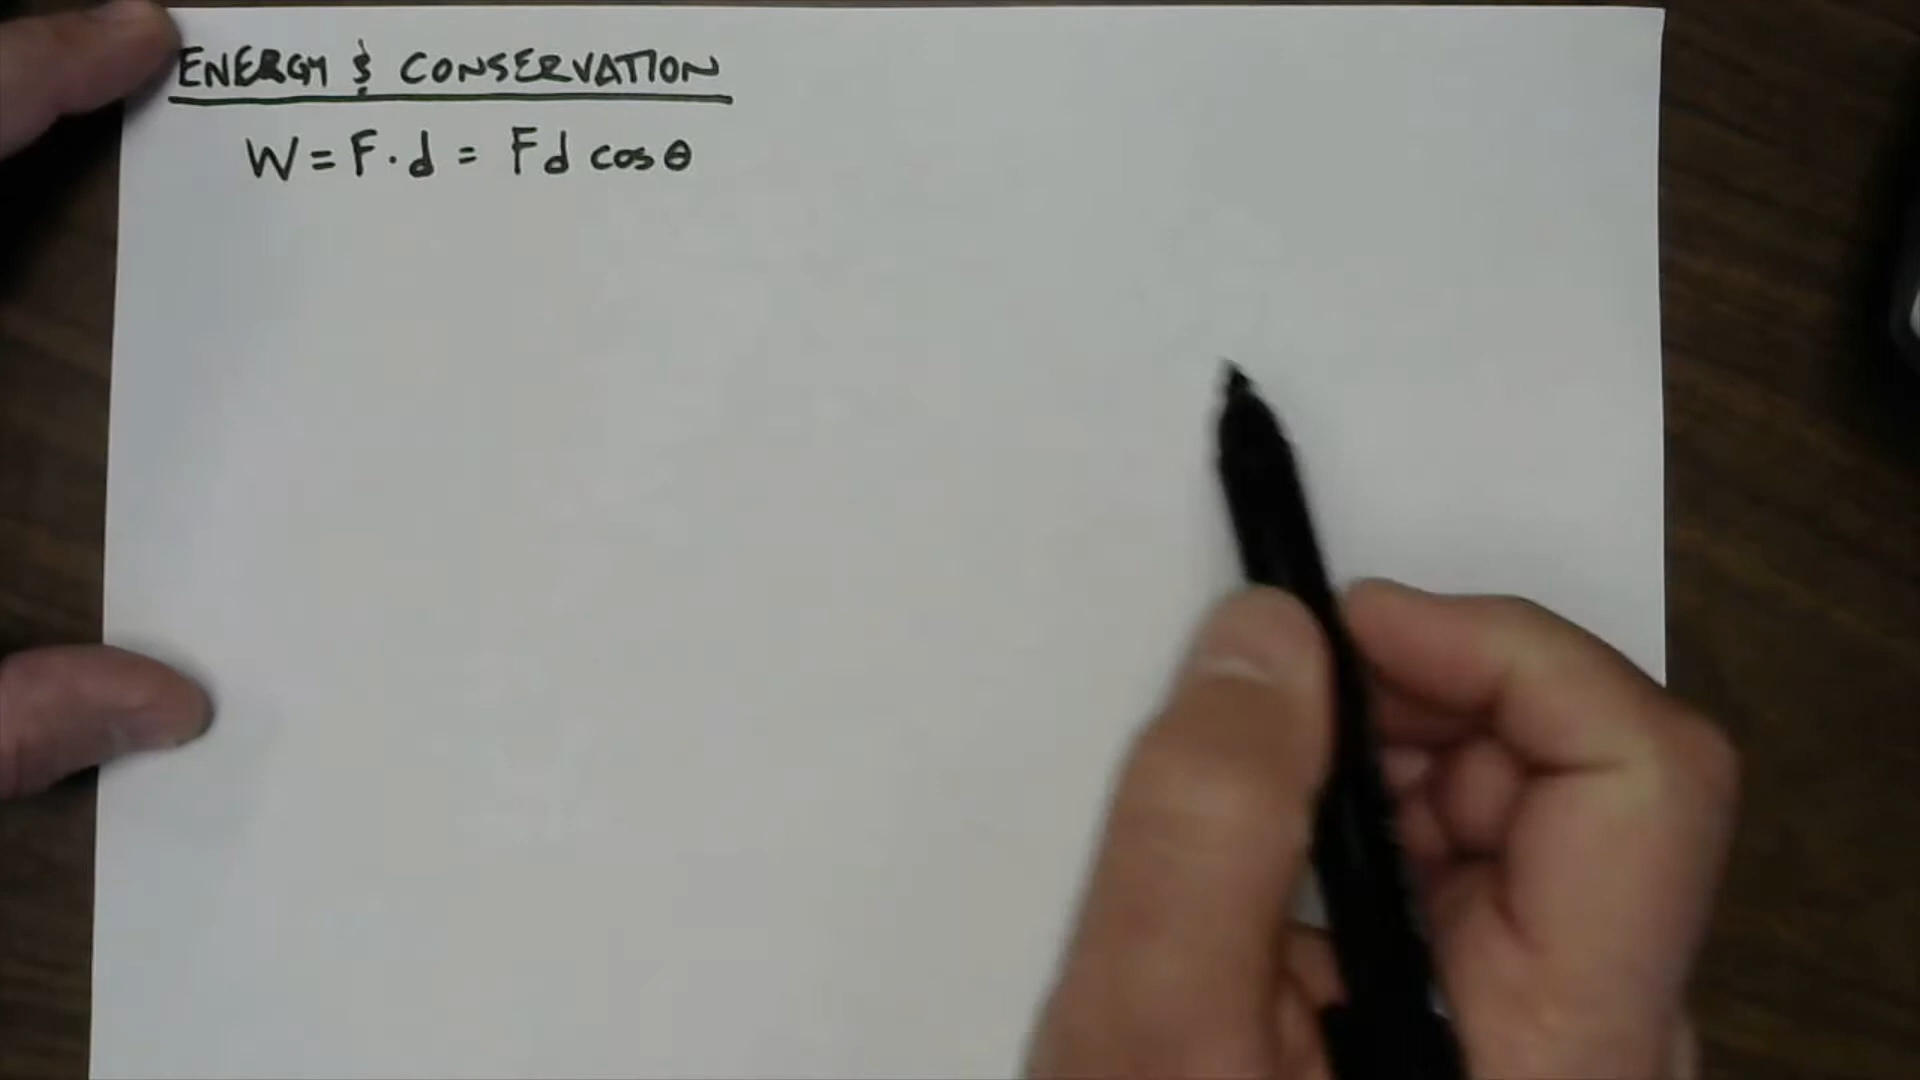 ENERGY & CONSERVATION
W = F · d = Fd cos θ